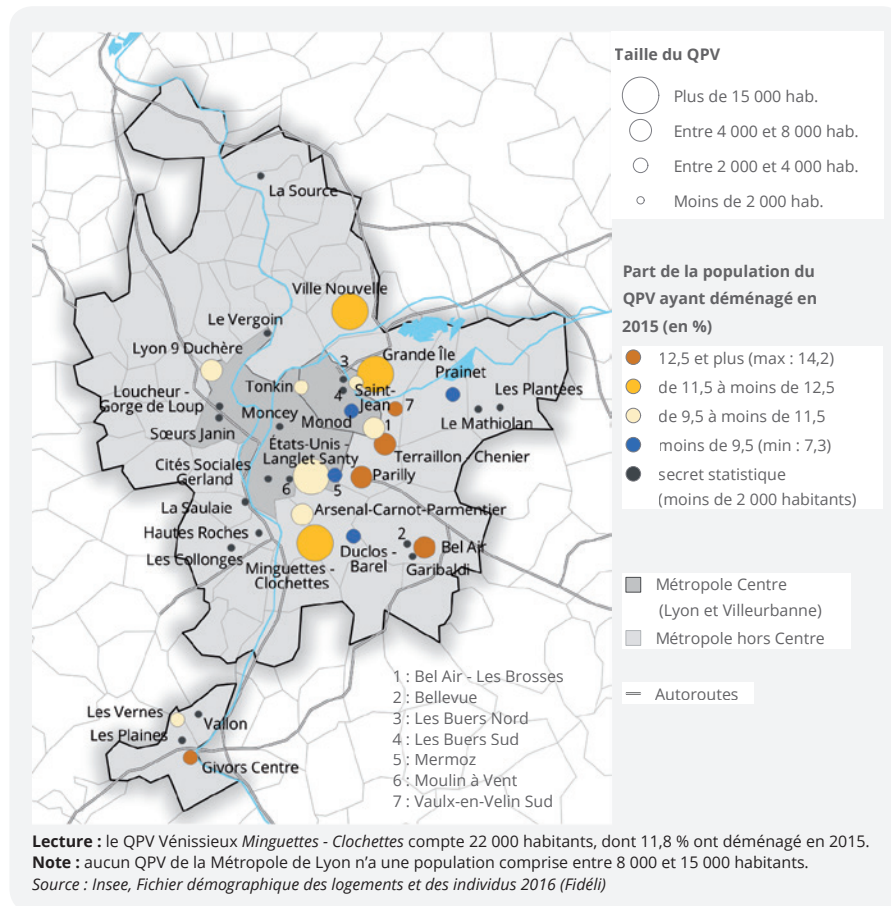 La Source
Ville Nouvelle
Le Vergoin
Lyon 9 Duchère
3
Grande Île
Prainet
Tonkin
4
Saint-
Jean
7
Les Plantées
Loucheur -
Gorge de Loup
Moncey
Monod
1
Le Mathiolan
Sœurs Janin
États-Unis -
Langlet Santy
Terraillon - Chenier
Cités Sociales
Gerland
6
5
Parilly
La Saulaie
Arsenal-Carnot-Parmentier
Hautes Roches
2
Bel Air
Les Collonges
Minguettes -
Clochettes
Duclos -
Barel
Garibaldi
Les Vernes
Vallon
Les Plaines
Givors Centre
1 : Bel Air - Les Brosses
2 : Bellevue
3 : Les Buers Nord
4 : Les Buers Sud
5 : Mermoz
6 : Moulin à Vent
7 : Vaulx-en-Velin Sud
Taille du QPV
Plus de 15 000 hab.
Entre 4 000 et 8 000 hab.
Entre 2 000 et 4 000 hab.
Moins de 2 000 hab.
Part de la population du
QPV ayant déménagé en
2015 (en %)
12,5 et plus (max : 14,2)
de 11,5 à moins de 12,5
de 9,5 à moins de 11,5
moins de 9,5 (min : 7,3)
secret statistique
(moins de 2 000 habitants)
Métropole Centre
(Lyon et Villeurbanne)
Métropole hors Centre
Autoroutes
Lecture : le QPV Vénissieux Minguettes - Clochettes compte 22 000 habitants, dont 11,8 % ont déménagé en 2015.
Note : aucun QPV de la Métropole de Lyon n'a une population comprise entre 8 000 et 15 000 habitants.
Source : Insee, Fichier démographique des logements et des individus 2016 (Fidéli)